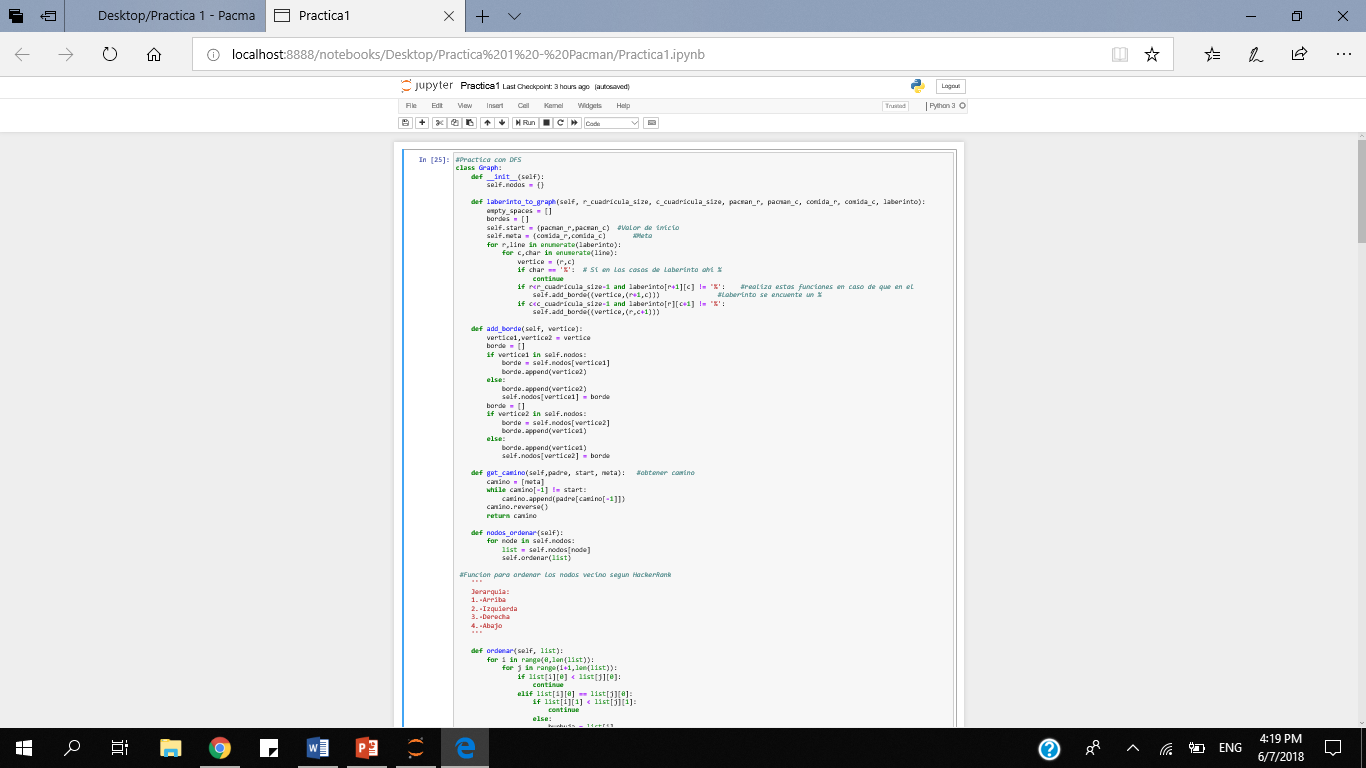 Desktop/Practica 1 - Pacma
Practica1
localhost:8888/notebooks/Desktop/Practica%201%20-%20Pacman/Practica1.ipynb
jupyter Practica1 Last Checkpoint: 3 hours ago (autosaved)
Logout
File Edit View Insert Cell Kernel Widgets Help
Trusted Python 3
Run Code
In [25]: #Practica con DFS
class Graph:
def __init__(self):
self.nodos = {}
def laberinto_to_graph(self, r_cuadricula_size, c_cuadricula_size, pacman_r, pacman_c, comida_r, comida_c, laberinto):
empty_spaces = []
bordes = []
self.start = (pacman_r,pacman_c) #Valor de inicio
self.meta = (comida_r,comida_c) #Meta
for r,line in enumerate(laberinto):
for c,char in enumerate(line):
vertice = (r,c)
if char == '%': # Si en los casos de laberinto ahi %
continue
if r<r_cuadricula_size-1 and laberinto[r+1][c] != '%': #realiza estas funciones en caso de que en el
self.add_borde((vertice,(r+1,c))) #laberinto se encuente un %
if c<c_cuadricula_size-1 and laberinto[r][c+1] != '%':
self.add_borde((vertice,(r,c+1)))
def add_borde(self, vertice):
vertice1,vertice2 = vertice
borde = []
if vertice1 in self.nodos:
borde = self.nodos[vertice1]
borde.append(vertice2)
else:
borde.append(vertice2)
self.nodos[vertice1] = borde
borde = []
if vertice2 in self.nodos:
borde = self.nodos[vertice2]
borde.append(vertice1)
else:
borde.append(vertice1)
self.nodos[vertice2] = borde
def get_camino(self,padre, start, meta): #obtener camino
camino = [meta]
while camino[-1] != start:
camino.append(padre[camino[-1]])
camino.reverse()
return camino
def nodos_ordenar(self):
for node in self.nodos:
list = self.nodos[node]
self.ordenar(list)
#Funcion para ordenar los nodos vecino segun HackerRank
'''
Jerarquia:
1.-Arriba
2.-Izquierda
3.-Derecha
4.-Abajo
'''
def ordenar(self, list):
for i in range(0,len(list)):
for j in range(i+1,len(list)):
if list[i][0] < list[j][0]:
continue
elif list[i][0] == list[j][0]:
if list[i][1] < list[j][1]:
continue
else:
ENG
4:19 PM
6/7/2018